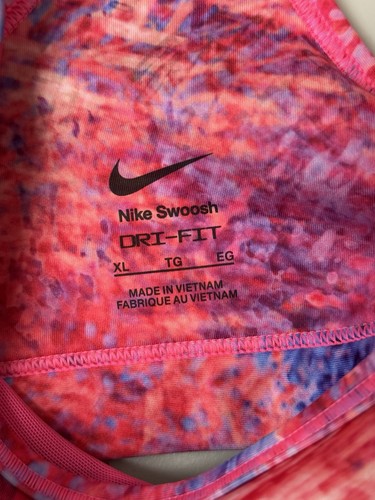 Nike Swoosh
DRI-FIT
XL TG EG
MADE IN VIETNAM
FABRIQUE AU VIETNAM